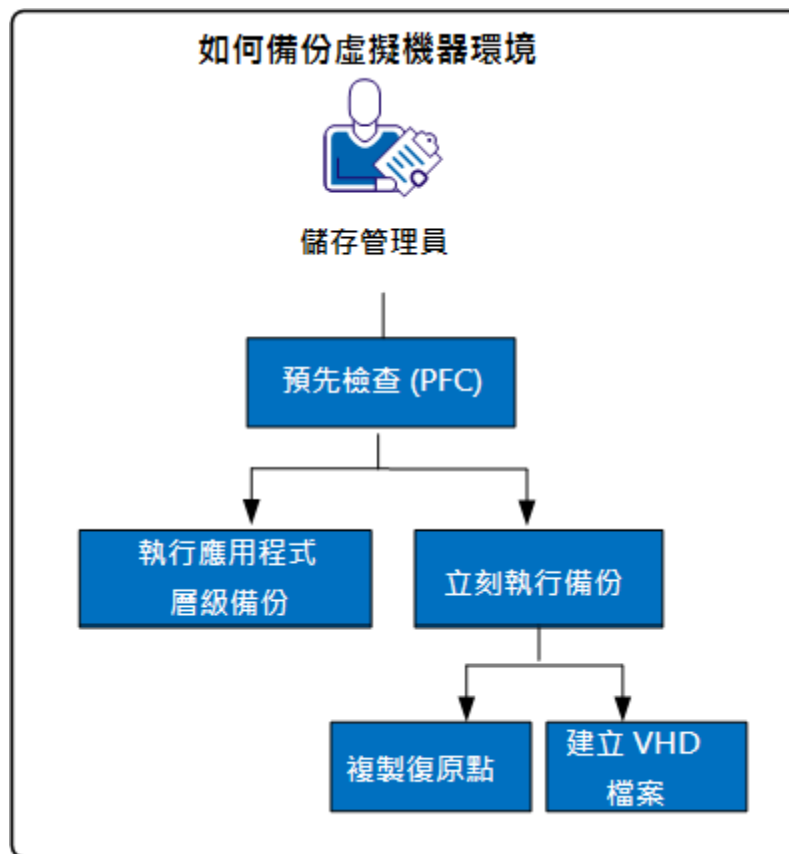 如何備份虛擬機器環境
儲存管理員
預先檢查 (PFC)
執行應用程式
層級備份
立刻執行備份
複製復原點
建立 VHD
檔案